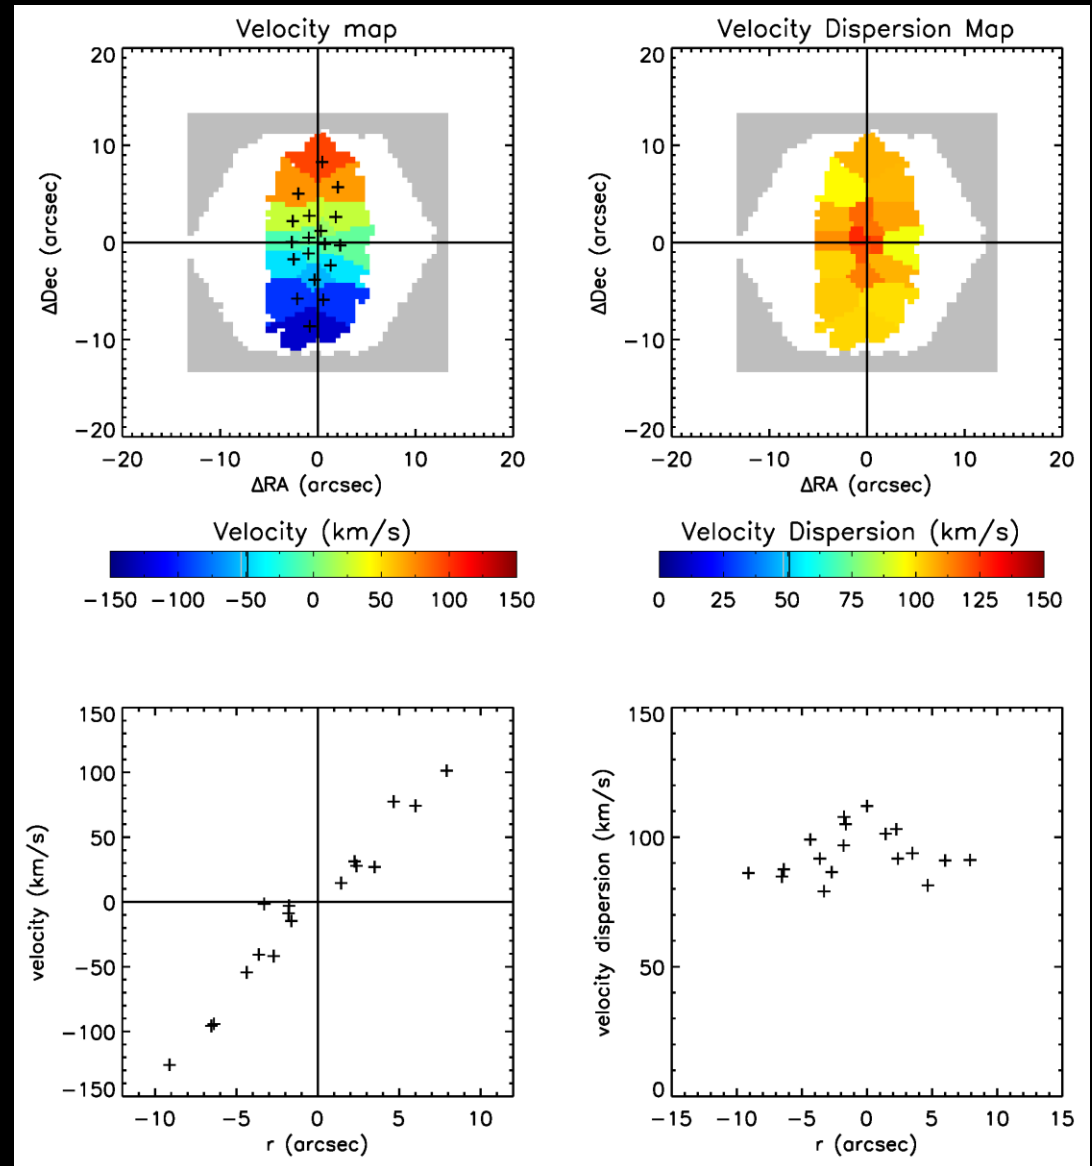 Velocity map
Velocity Dispersion Map
20
10
0
−10
−20
ΔDec (arcsec)
−20 −10 0 10 20
ΔRA (arcsec)
20
10
0
−10
−20
ΔDec (arcsec)
−20 −10 0 10 20
ΔRA (arcsec)
Velocity (km/s)
−150 −100 −50 0 50 100 150
Velocity Dispersion (km/s)
0 25 50 75 100 125 150
150
100
50
0
−50
−100
−150
velocity (km/s)
−10 −5 0 5 10
r (arcsec)
150
100
50
0
velocity dispersion (km/s)
−15 −10 −5 0 5 10 15
r (arcsec)